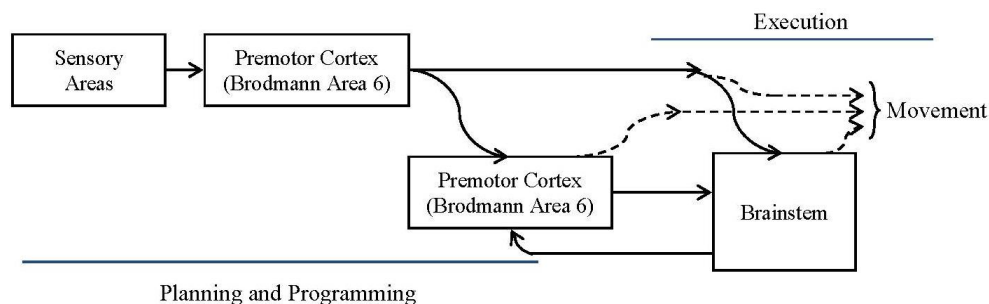 Execution
Sensory
Areas
Premotor Cortex
(Brodmann Area 6)
Movement
Premotor Cortex
(Brodmann Area 6)
Brainstem
Planning and Programming